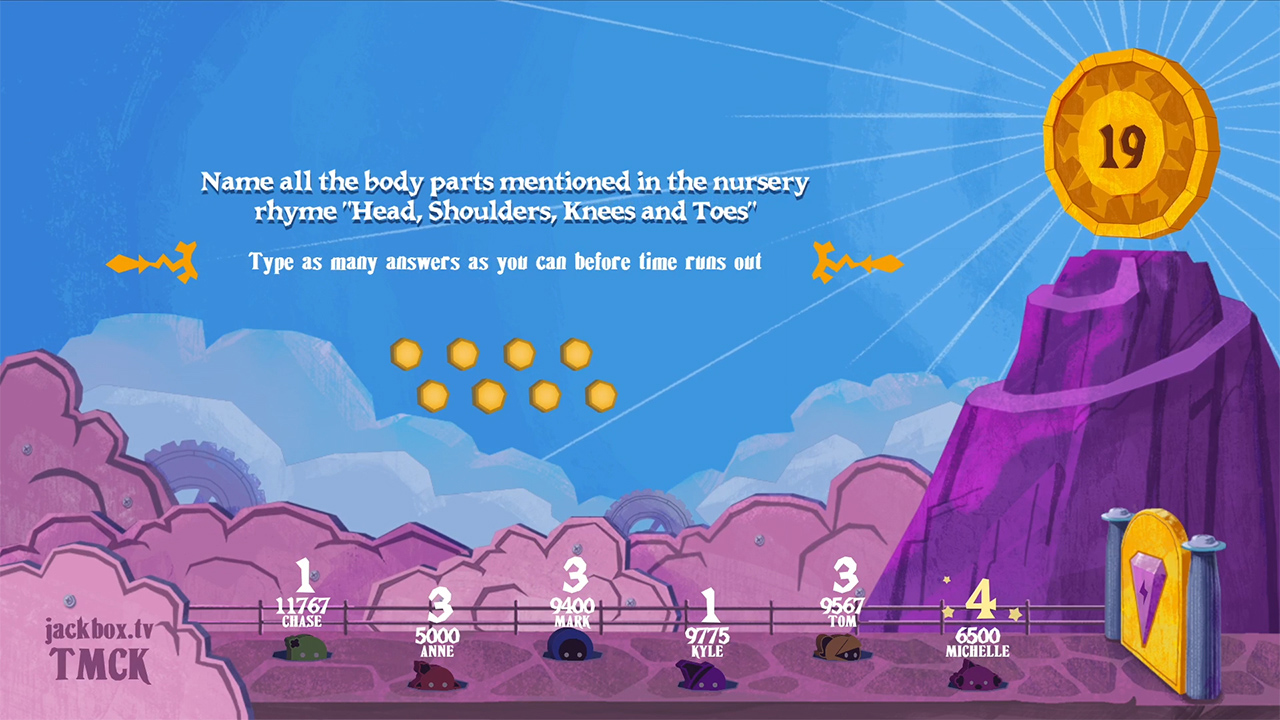 19
Name all the body parts mentioned in the nursery
rhyme "Head, Shoulders, Knees and Toes"
Type as many answers as you can before time runs out
1
11767
CHASE
3
5000
ANNE
3
9400
MARK
1
9775
KYLE
3
9567
TOM
4
6500
MICHELLE
jackbox.tv
TMCK